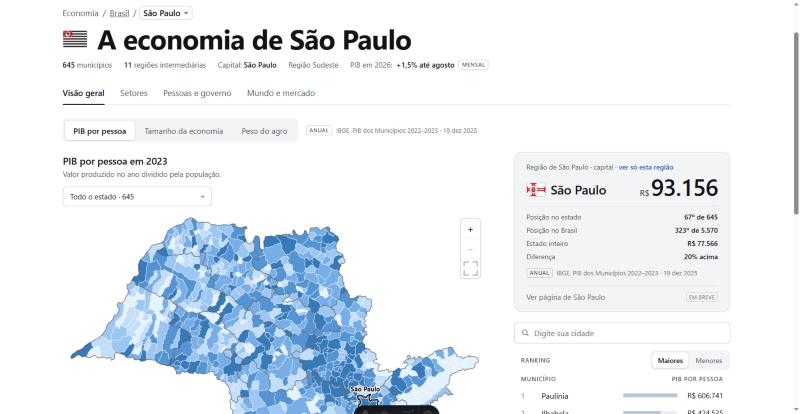 Economia / Brasil / São Paulo
A economia de São Paulo
645 municípios 11 regiões intermediárias Capital: São Paulo Região Sudeste PIB em 2026: +1,5% até agosto MENSAL
Visão geral Setores Pessoas e governo Mundo e mercado
PIB por pessoa Tamanho da economia Peso do agro ANUAL IBGE, PIB dos Municípios 2022–2023 · 19 dez 2025
PIB por pessoa em 2023
Valor produzido no ano dividido pela população.
Todo o estado · 645
São Paulo
Região de São Paulo · capital · ver só esta região
São Paulo R$ 93.156
Posição no estado 67º de 645
Posição no Brasil 323º de 5.570
Estado inteiro R$ 77.566
Diferença 20% acima
ANUAL IBGE, PIB dos Municípios 2022–2023 · 19 dez 2025
Ver página de São Paulo EM BREVE
Digite sua cidade
RANKING Maiores Menores
MUNICÍPIO PIB POR PESSOA
1 Paulínia R$ 606.741